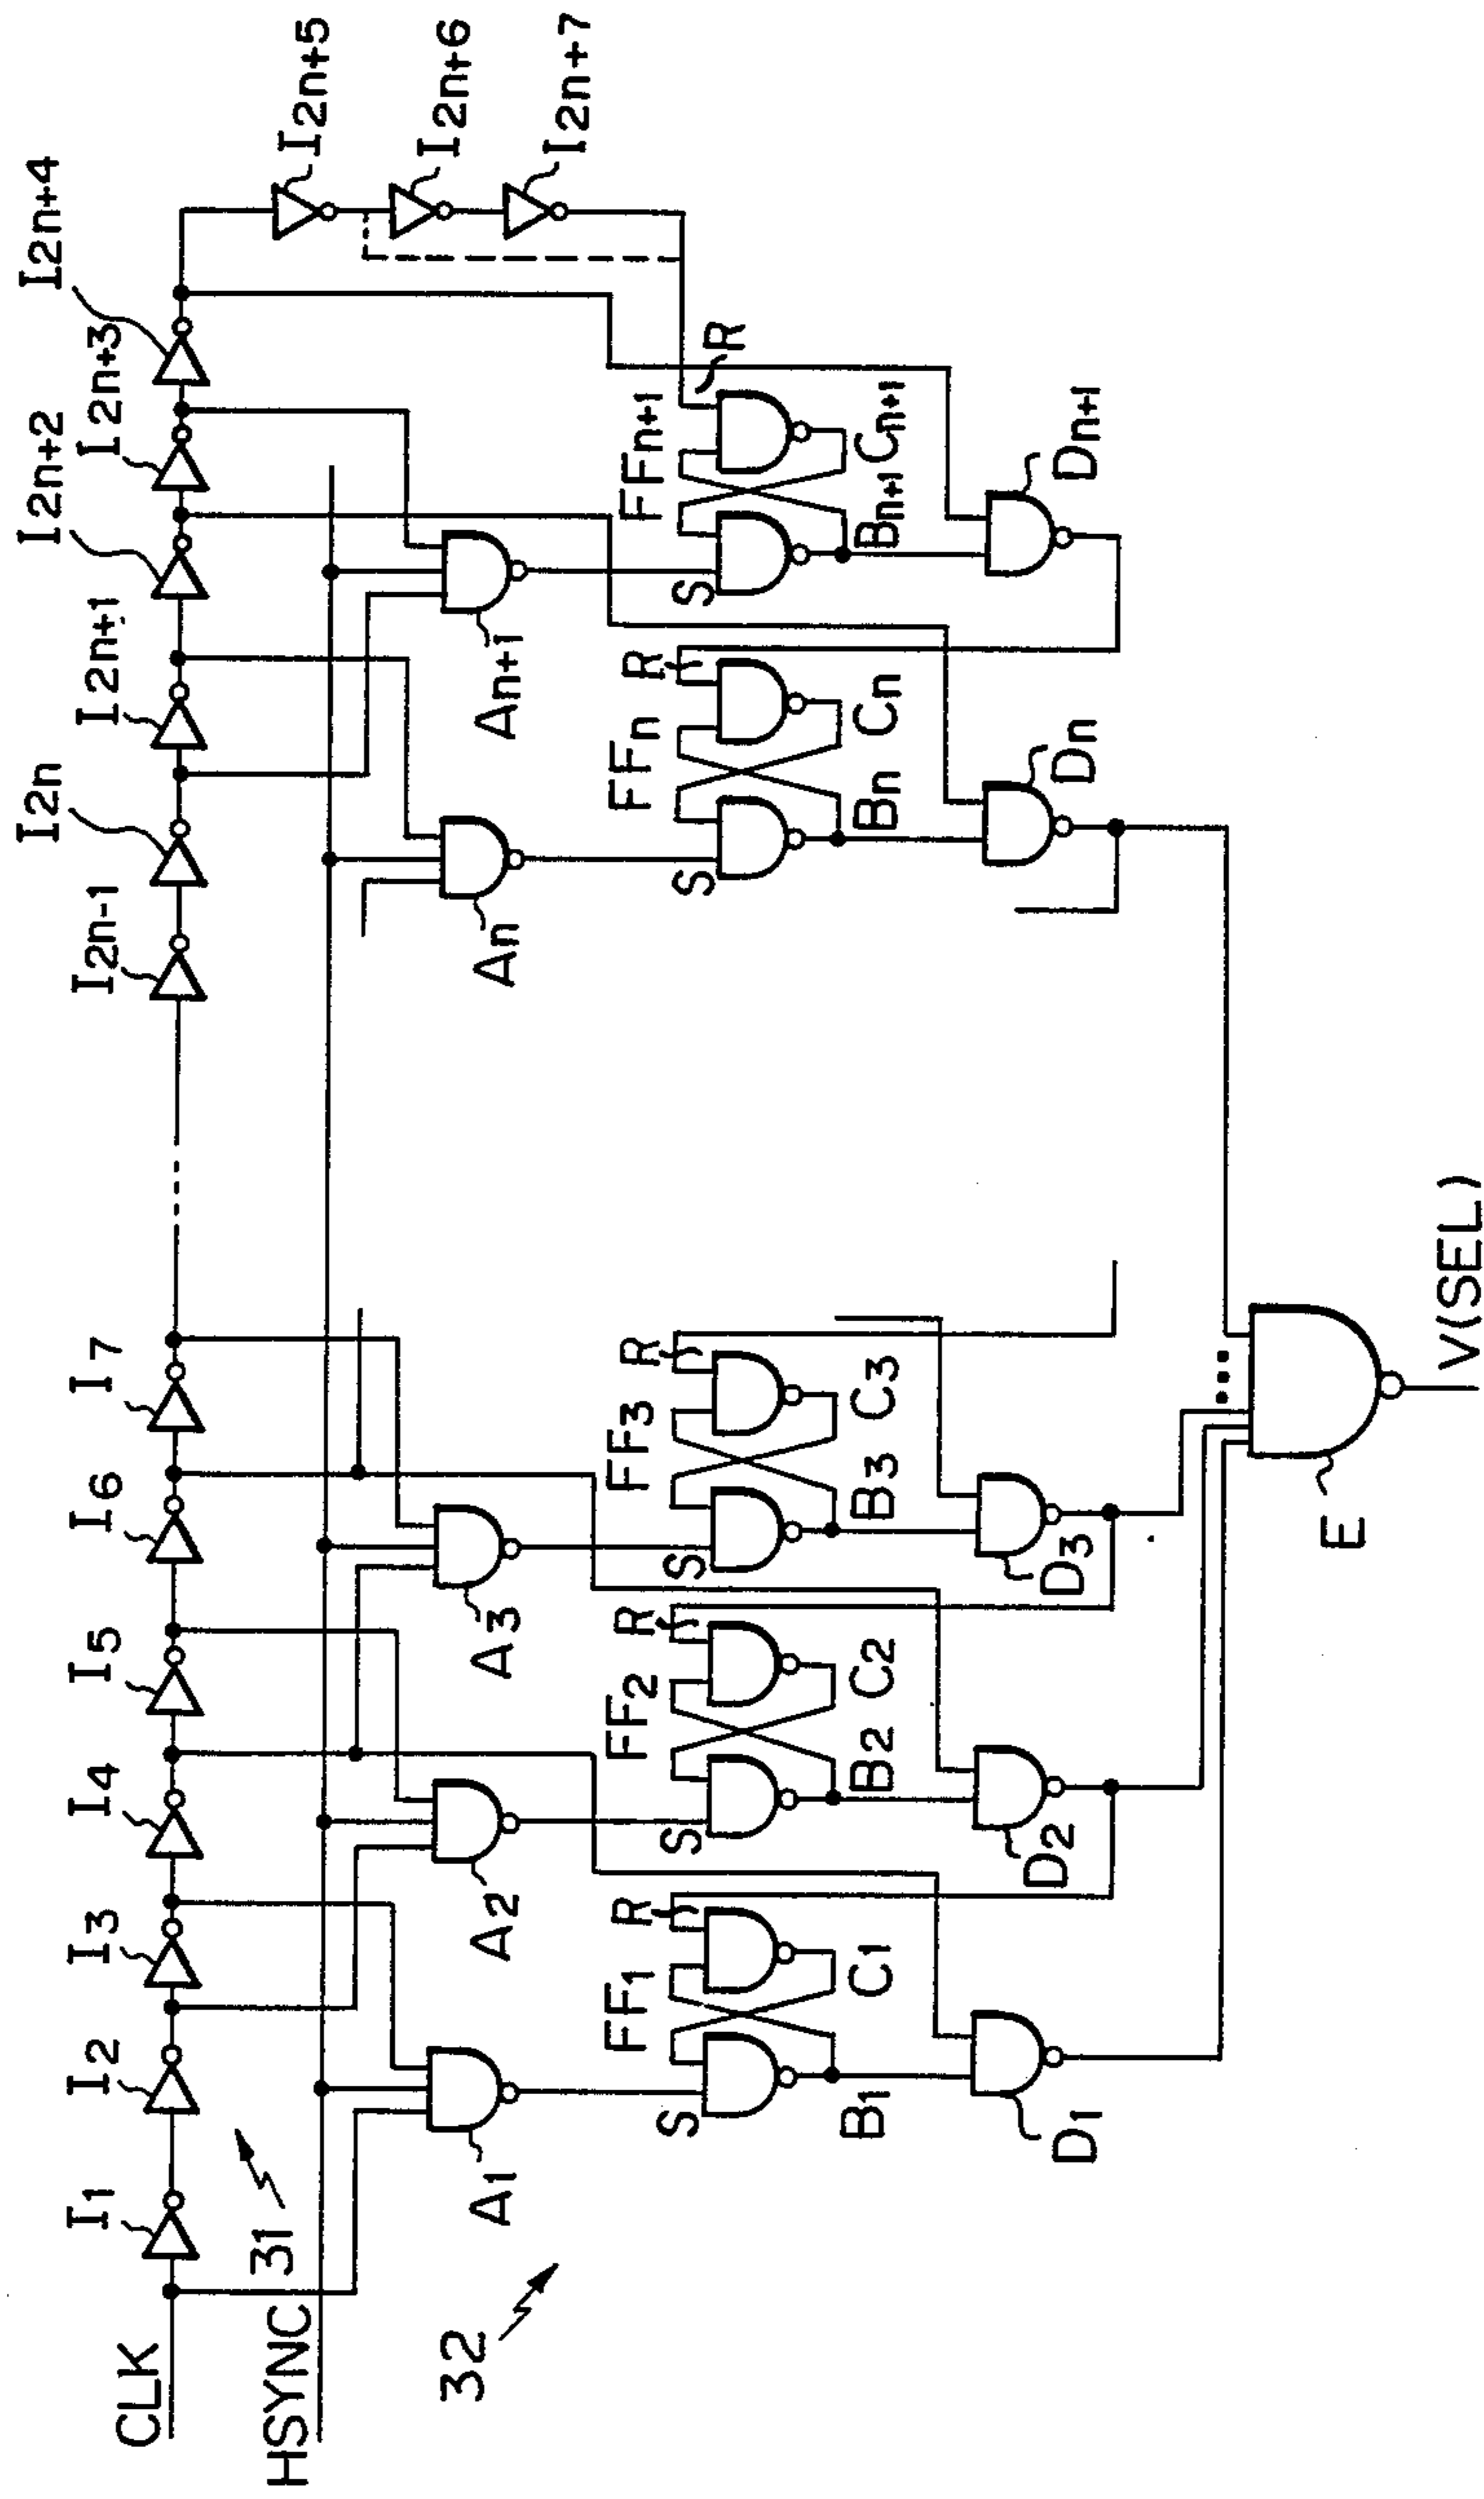 I1
I2
I3
I4
I5
I6
I7
I2n-1
I2n
I2n+1
I2n+2
I2n+3
I2n+4
I2n+5
I2n+6
I2n+7
CLK
31
HSYNC
32
A1
A2
A3
An
An+1
FF1
R
FF2
R
FF3
R
FFn
R
FFn+1
R
S
S
S
S
S
B1
C1
B2
C2
B3
C3
Bn
Cn
Bn+1
Cn+1
D1
D2
D3
Dn
Dn+1
E
V(SEL)